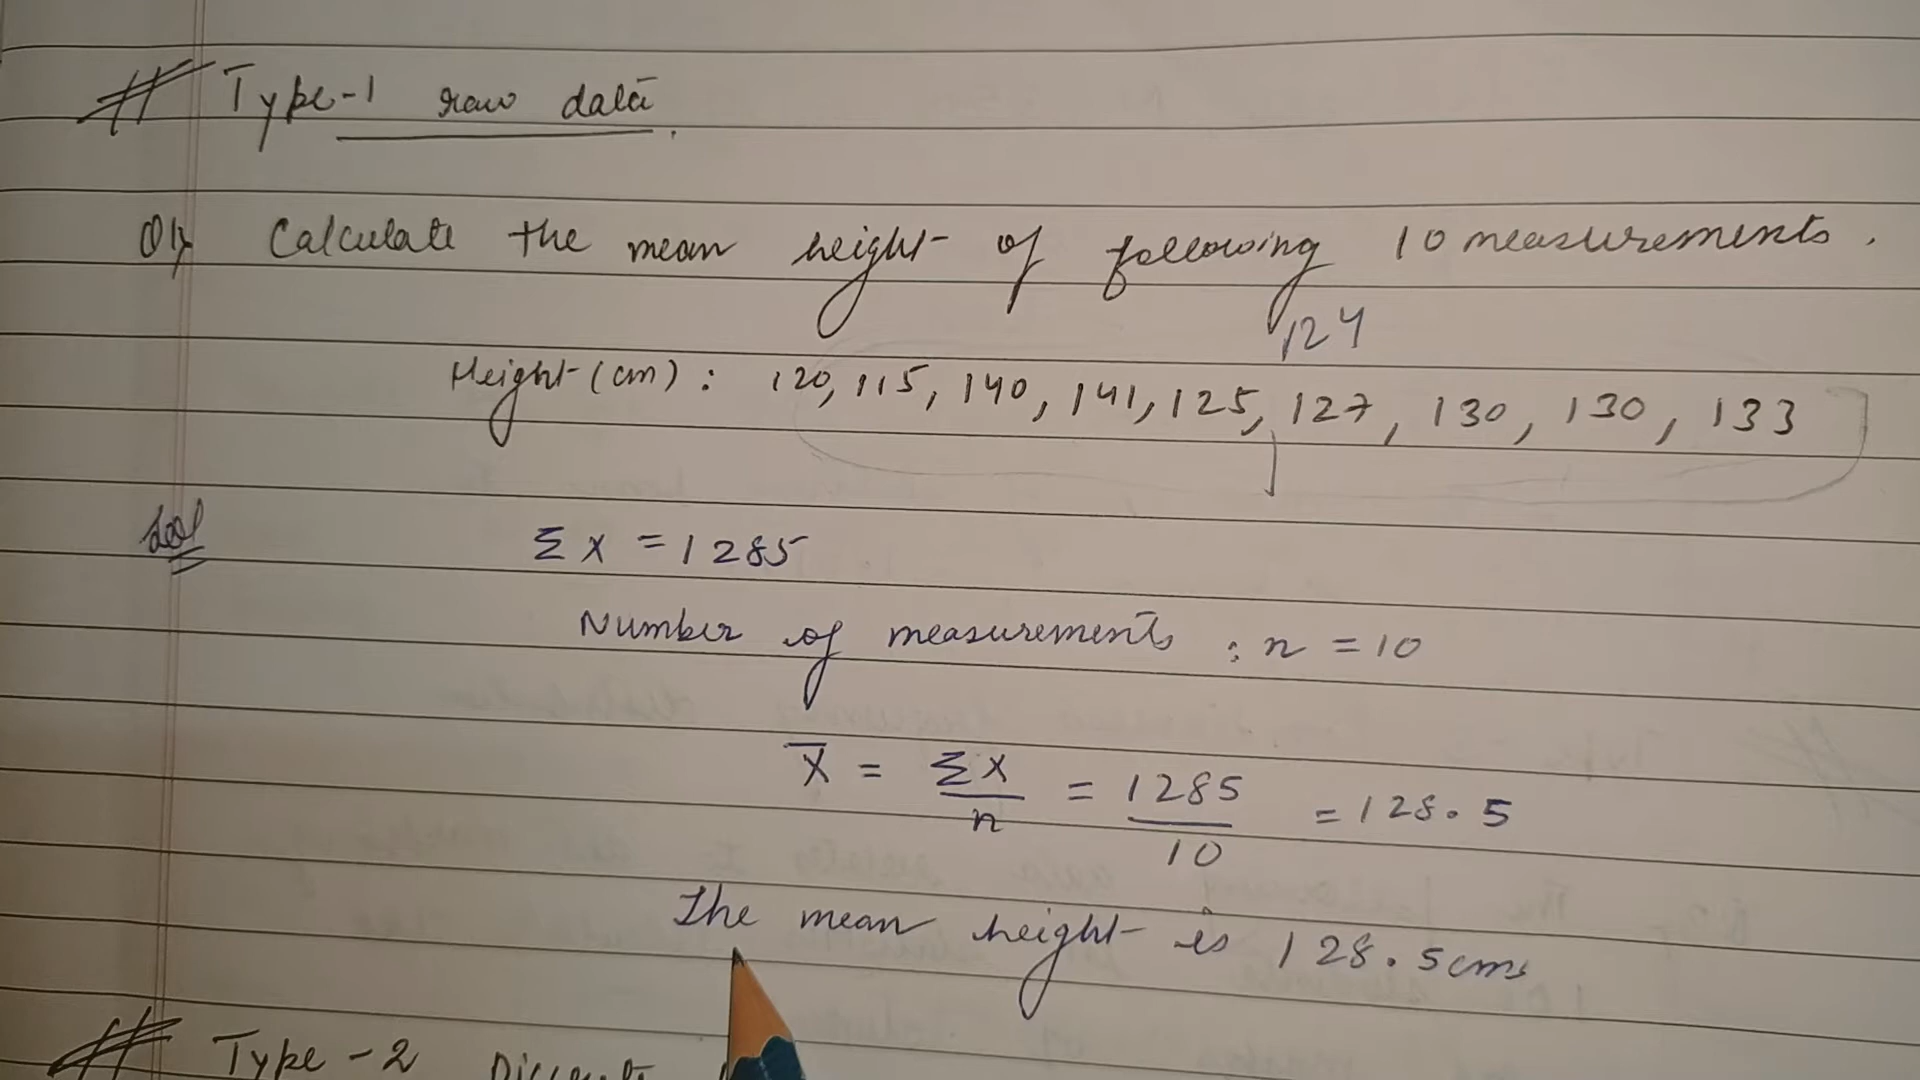 # Type-1 raw data.
Q1) Calculate the mean height of following 10 measurements.
124
Height (cm) : 120, 115, 140, 141, 125, 127, 130, 130, 133
Sol
Σx = 1285
Number of measurements : n = 10
X̄ = Σx/n = 1285/10 = 128.5
The mean height is 128.5cms
# Type-2